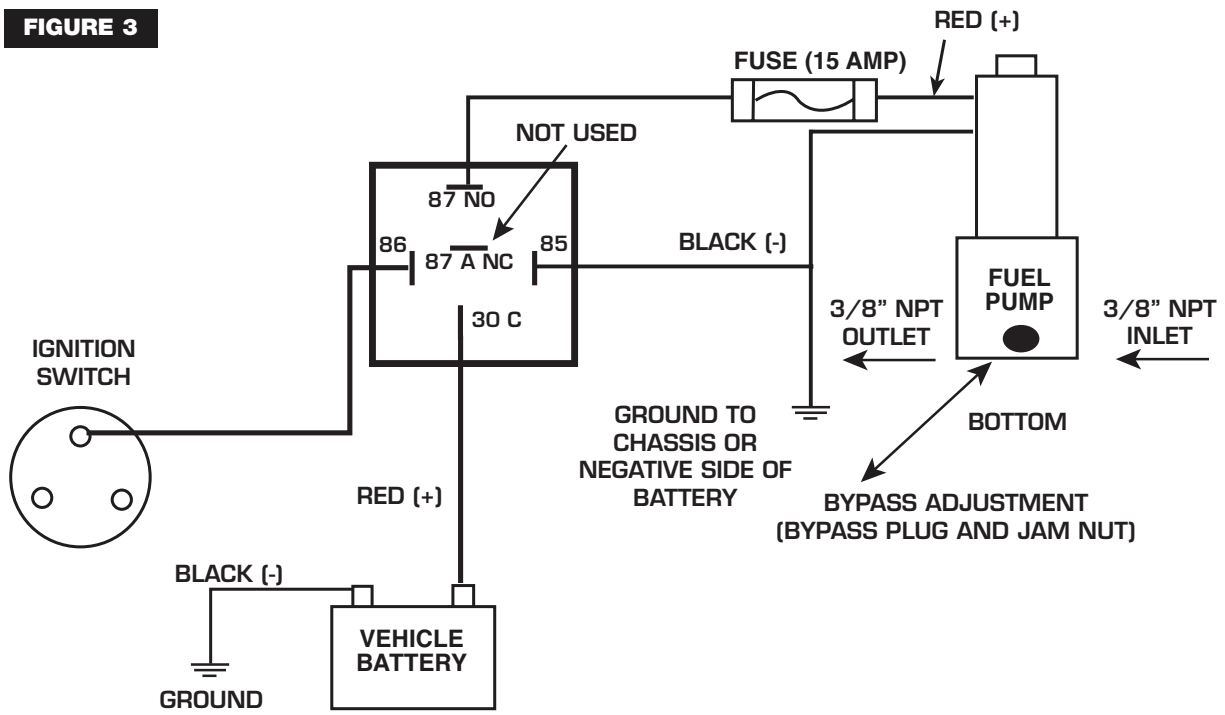 FIGURE 3
RED (+)
FUSE (15 AMP)
NOT USED
87 NO
86
85
87 A NC
30 C
BLACK (-)
FUEL
PUMP
3/8” NPT
OUTLET
3/8” NPT
INLET
IGNITION
SWITCH
GROUND TO
CHASSIS OR
NEGATIVE SIDE OF
BATTERY
BOTTOM
RED (+)
BYPASS ADJUSTMENT
(BYPASS PLUG AND JAM NUT)
BLACK (-)
VEHICLE
BATTERY
GROUND